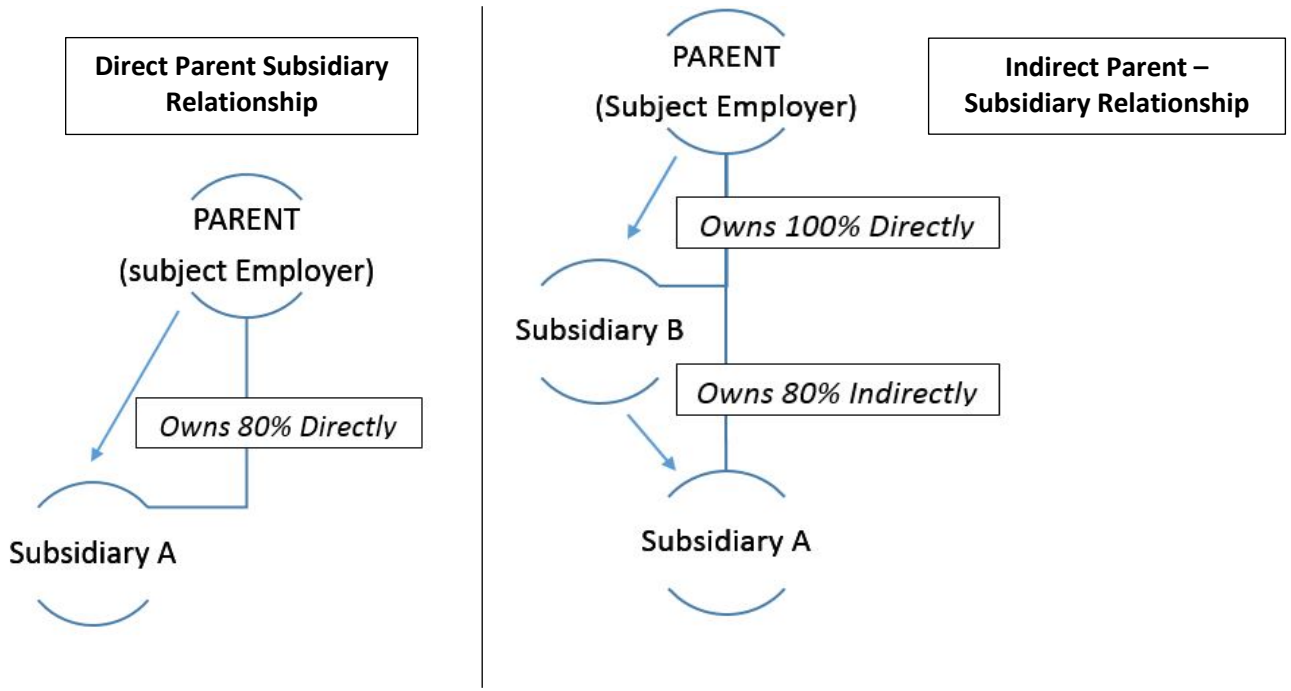 Direct Parent Subsidiary
Relationship
PARENT
(subject Employer)
Owns 80% Directly
Subsidiary A
PARENT
(Subject Employer)
Indirect Parent –
Subsidiary Relationship
Owns 100% Directly
Subsidiary B
Owns 80% Indirectly
Subsidiary A